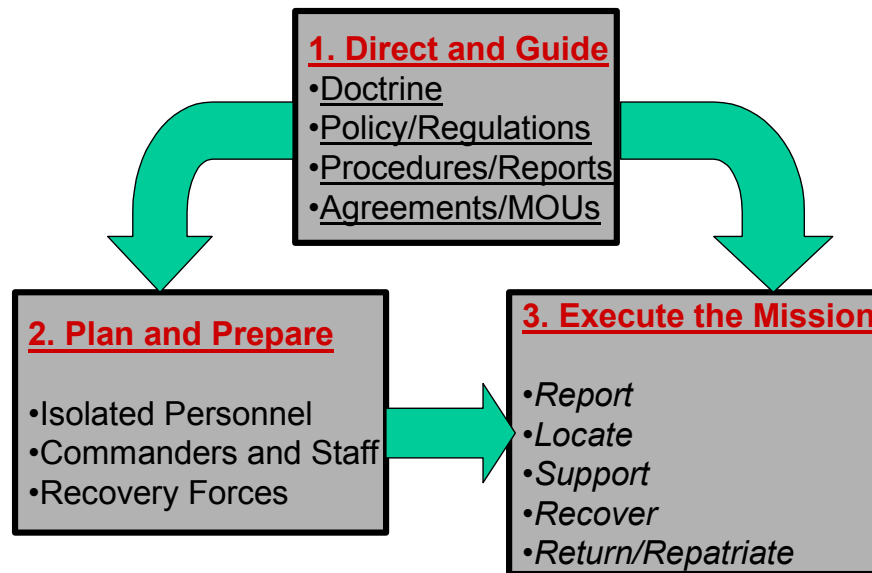 1. Direct and Guide
•Doctrine
•Policy/Regulations
•Procedures/Reports
•Agreements/MOUs
2. Plan and Prepare
•Isolated Personnel
•Commanders and Staff
•Recovery Forces
3. Execute the Mission
•Report
•Locate
•Support
•Recover
•Return/Repatriate